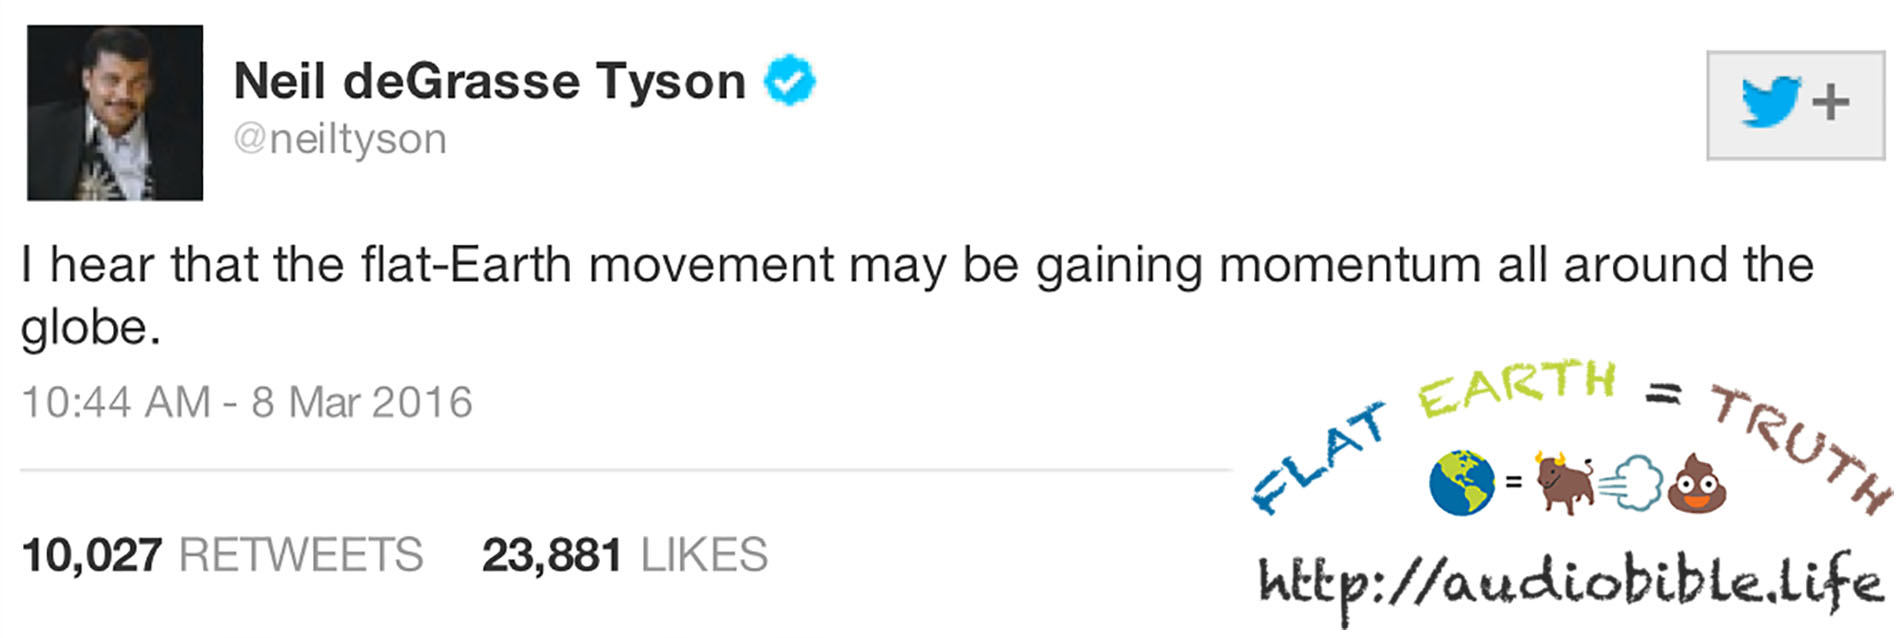 Neil deGrasse Tyson
@neiltyson
+
I hear that the flat-Earth movement may be gaining momentum all around the
globe.
10:44 AM - 8 Mar 2016
10,027 RETWEETS 23,881 LIKES
FLAT EARTH = TRUTH
=
http://audiobible.life